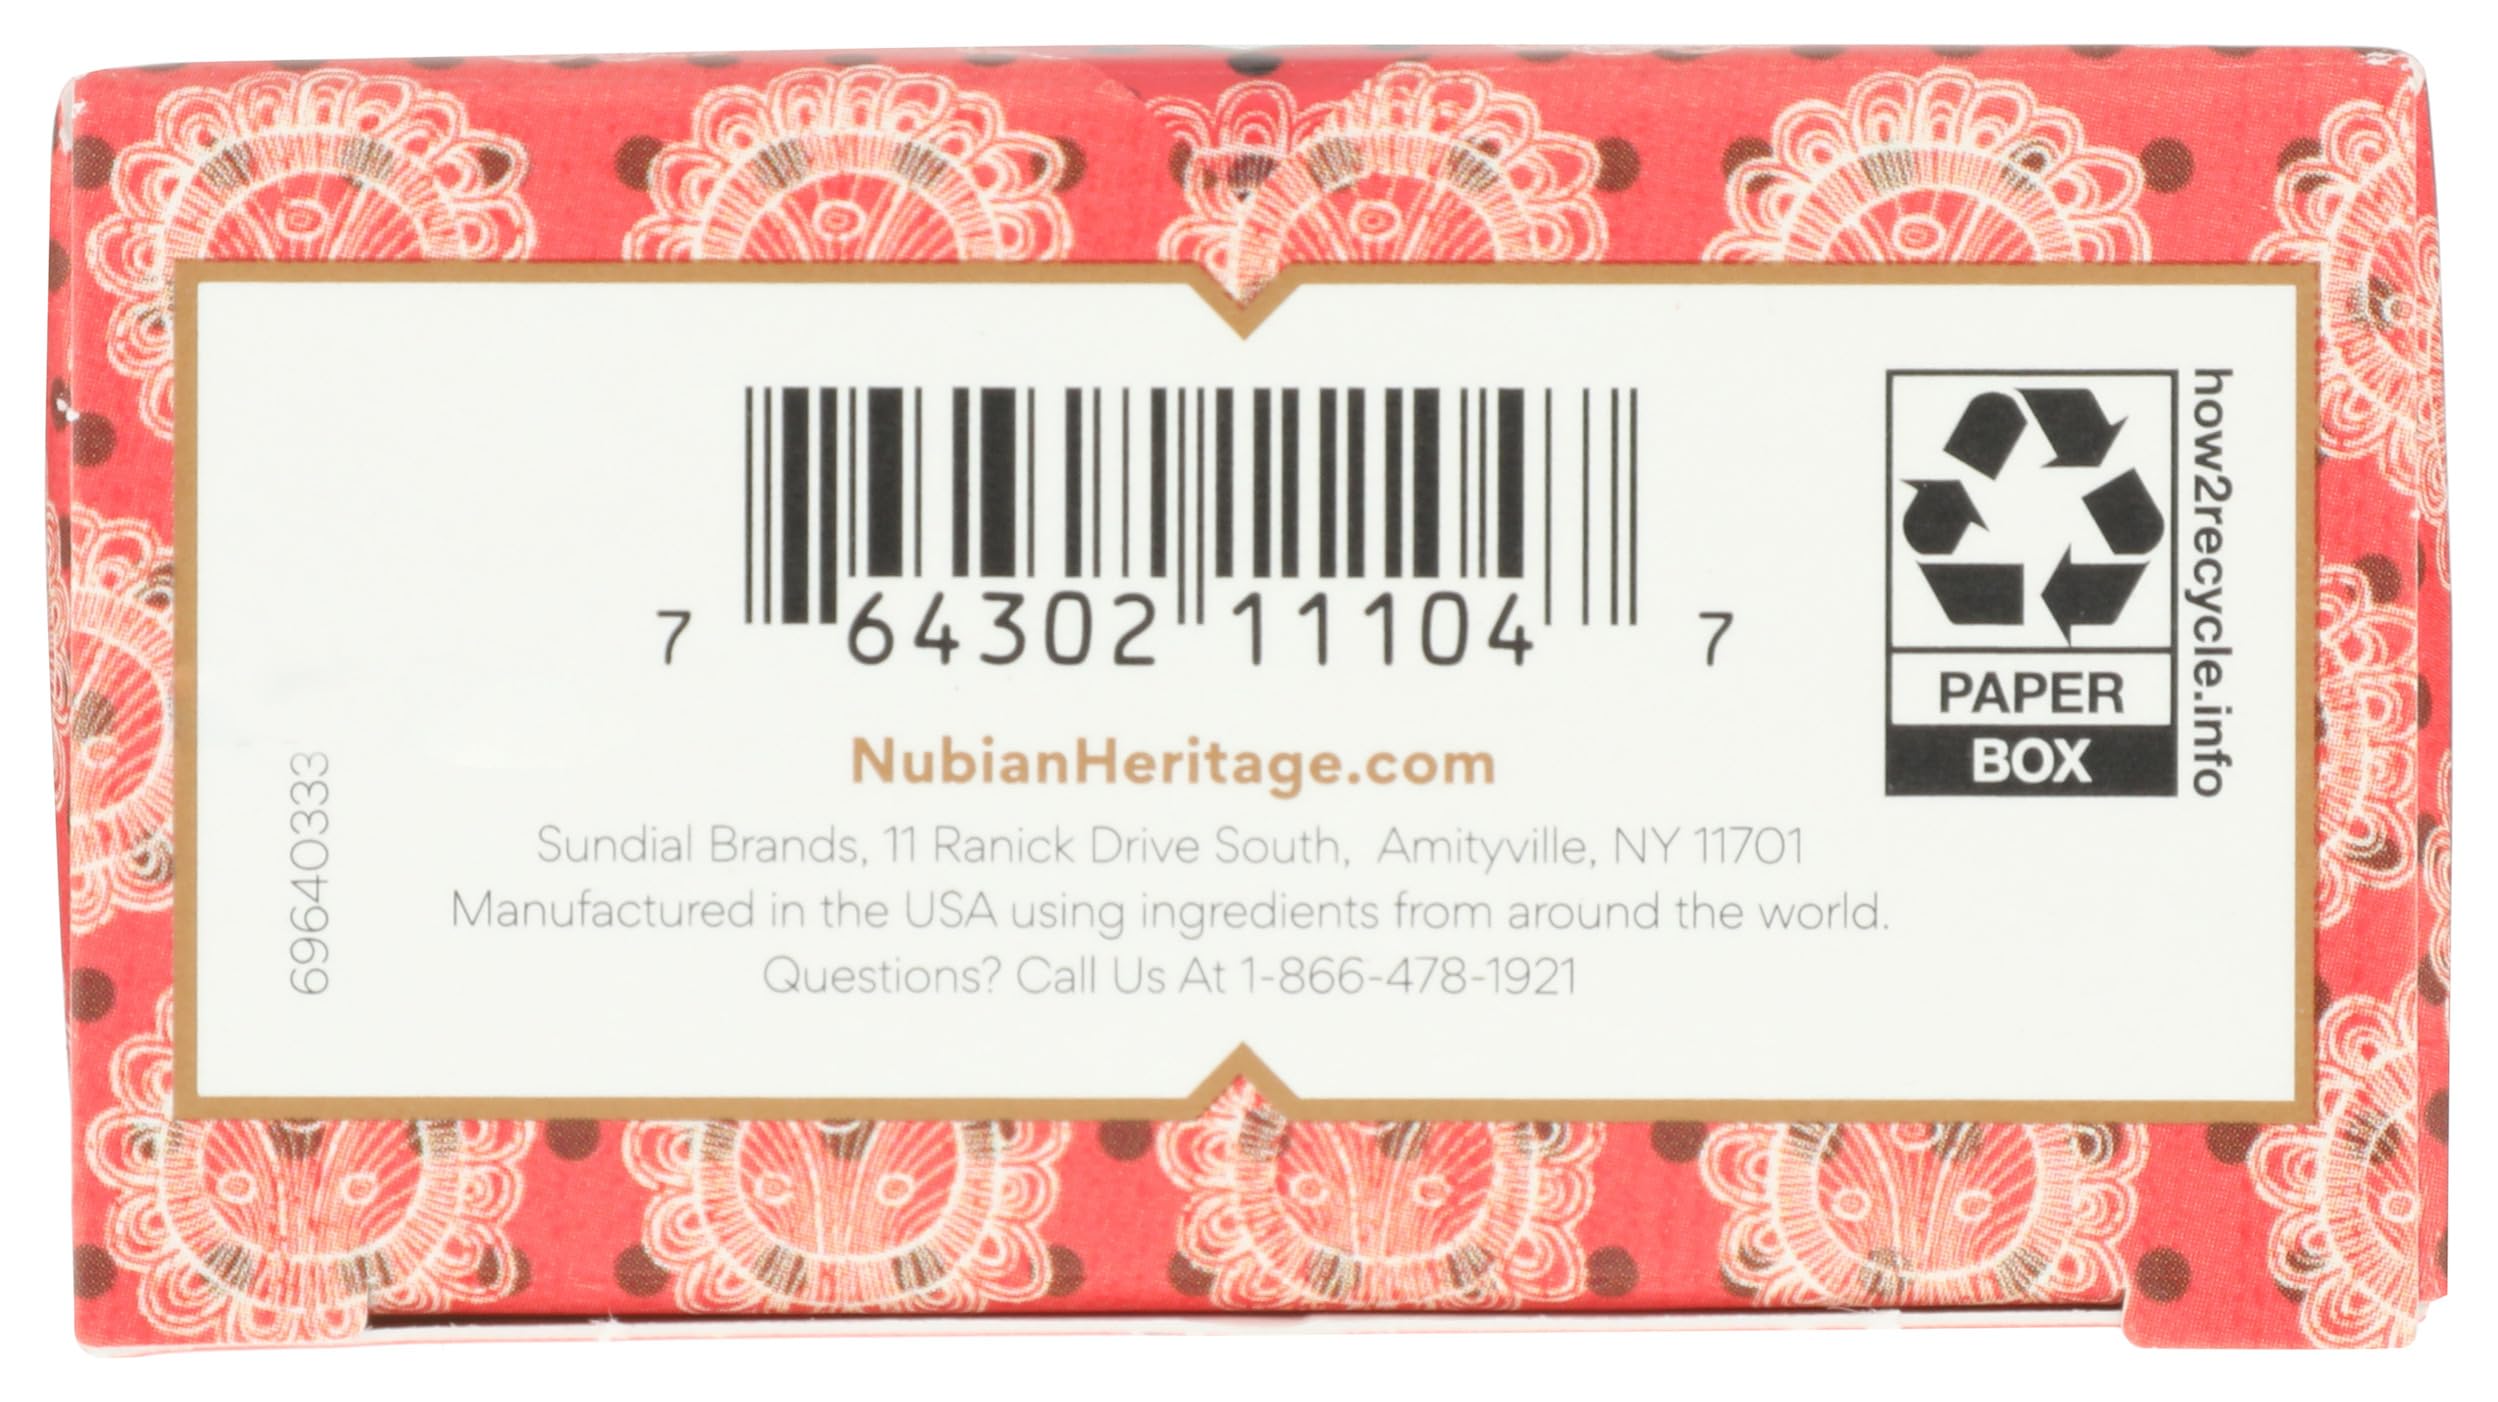 7 64302 11104 7
how2recycle.info
PAPER
BOX
NubianHeritage.com
Sundial Brands, 11 Ranick Drive South, Amityville, NY 11701
Manufactured in the USA using ingredients from around the world.
Questions? Call Us At 1-866-478-1921
69640333